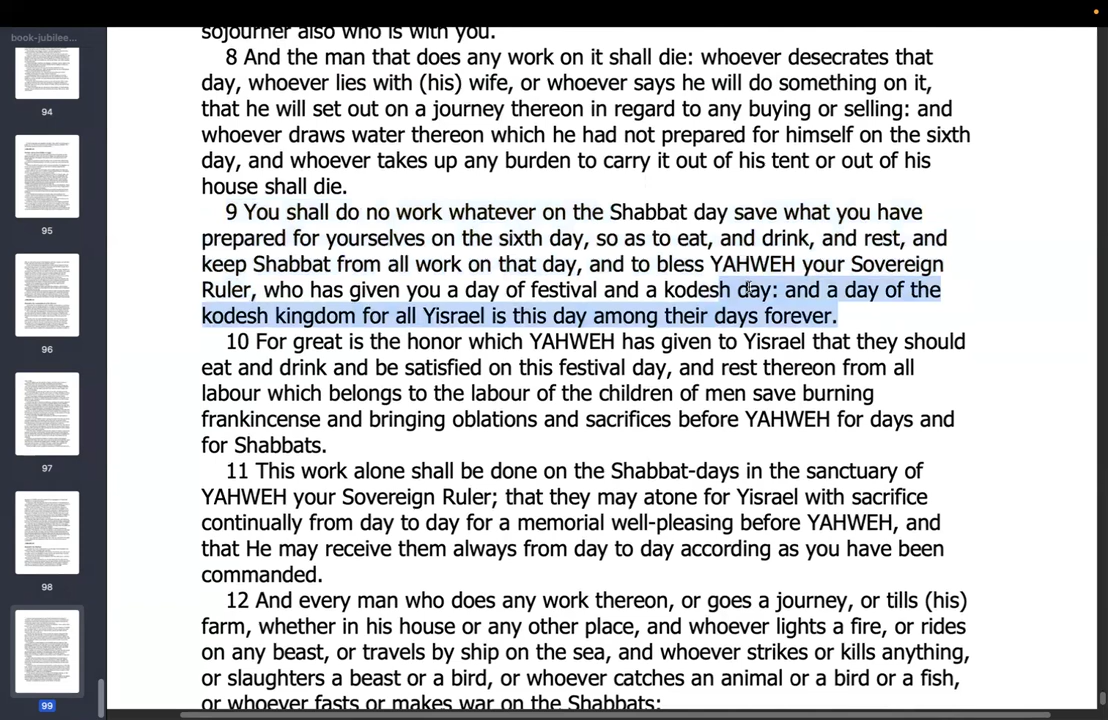 book-jubilee...
94
95
96
97
98
99
sojourner also who is with you.
8 And the man that does any work on it shall die: whoever desecrates that
day, whoever lies with (his) wife, or whoever says he will do something on it,
that he will set out on a journey thereon in regard to any buying or selling: and
whoever draws water thereon which he had not prepared for himself on the sixth
day, and whoever takes up any burden to carry it out of his tent or out of his
house shall die.
9 You shall do no work whatever on the Shabbat day save what you have
prepared for yourselves on the sixth day, so as to eat, and drink, and rest, and
keep Shabbat from all work on that day, and to bless YAHWEH your Sovereign
Ruler, who has given you a day of festival and a kodesh day: and a day of the
kodesh kingdom for all Yisrael is this day among their days forever.
10 For great is the honor which YAHWEH has given to Yisrael that they should
eat and drink and be satisfied on this festival day, and rest thereon from all
labour which belongs to the labour of the children of men save burning
frankincense and bringing oblations and sacrifices before YAHWEH for days and
for Shabbats.
11 This work alone shall be done on the Shabbat-days in the sanctuary of
YAHWEH your Sovereign Ruler; that they may atone for Yisrael with sacrifice
continually from day to day for a memorial well-pleasing before YAHWEH, and
that He may receive them always from day to day according as you have been
commanded.
12 And every man who does any work thereon, or goes a journey, or tills (his)
farm, whether in his house or any other place, and whoever lights a fire, or rides
on any beast, or travels by ship on the sea, and whoever strikes or kills anything,
or slaughters a beast or a bird, or whoever catches an animal or a bird or a fish,
or whoever fasts or makes war on the Shabbats: